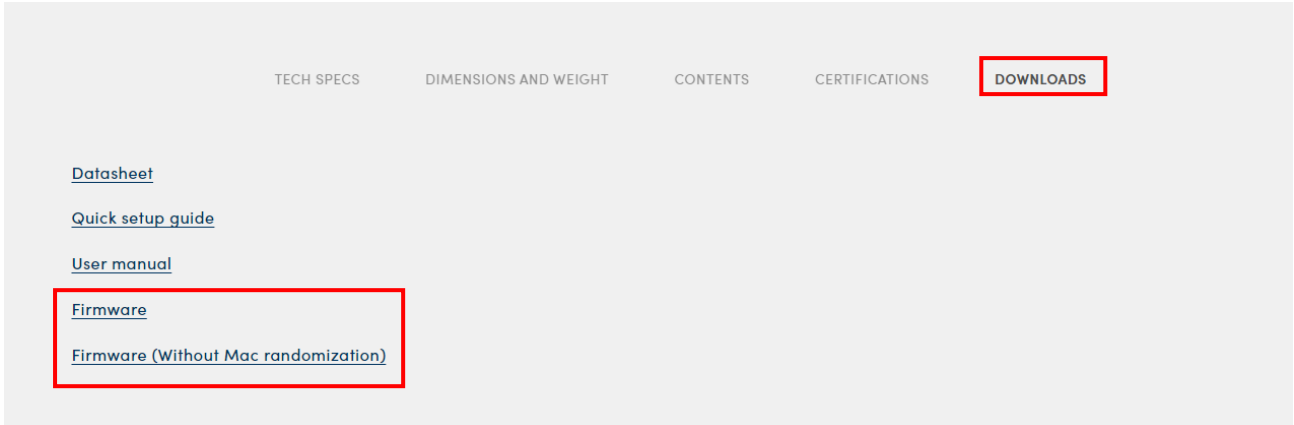 TECH SPECS DIMENSIONS AND WEIGHT CONTENTS CERTIFICATIONS DOWNLOADS
Datasheet
Quick setup guide
User manual
Firmware
Firmware (Without Mac randomization)